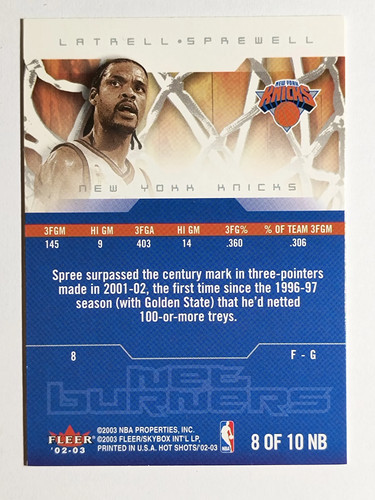 LATRELL • SPREWELL
NEW YORK
KNICKS
NEW YORK KNICKS
3FGM HI GM 3FGA HI GM 3FG% % OF TEAM 3FGM
145 9 403 14 .360 .306
Spree surpassed the century mark in three-pointers
made in 2001-02, the first time since the 1996-97
season (with Golden State) that he'd netted
100-or-more treys.
8 F - G
NET
BURNERS
FLEER
'02-03
©2003 NBA PROPERTIES, INC.
©2003 FLEER/SKYBOX INT'L LP,
PRINTED IN U.S.A. HOT SHOTS/'02-03
NBA
8 OF 10 NB